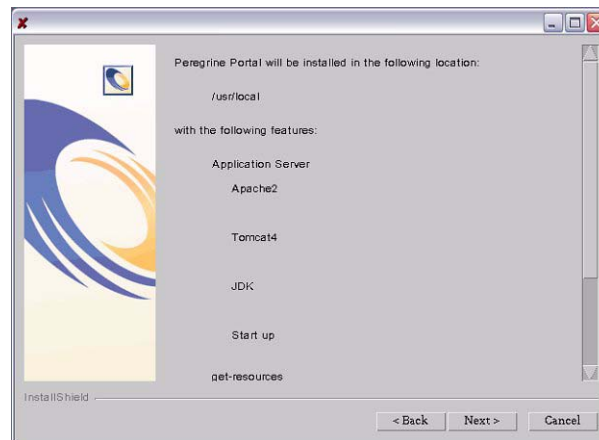 Peregrine Portal will be installed in the following location:
/usr/local
with the following features:
Application Server
Apache2
Tomcat4
JDK
Start up
get-resources
InstallShield
< Back
Next >
Cancel